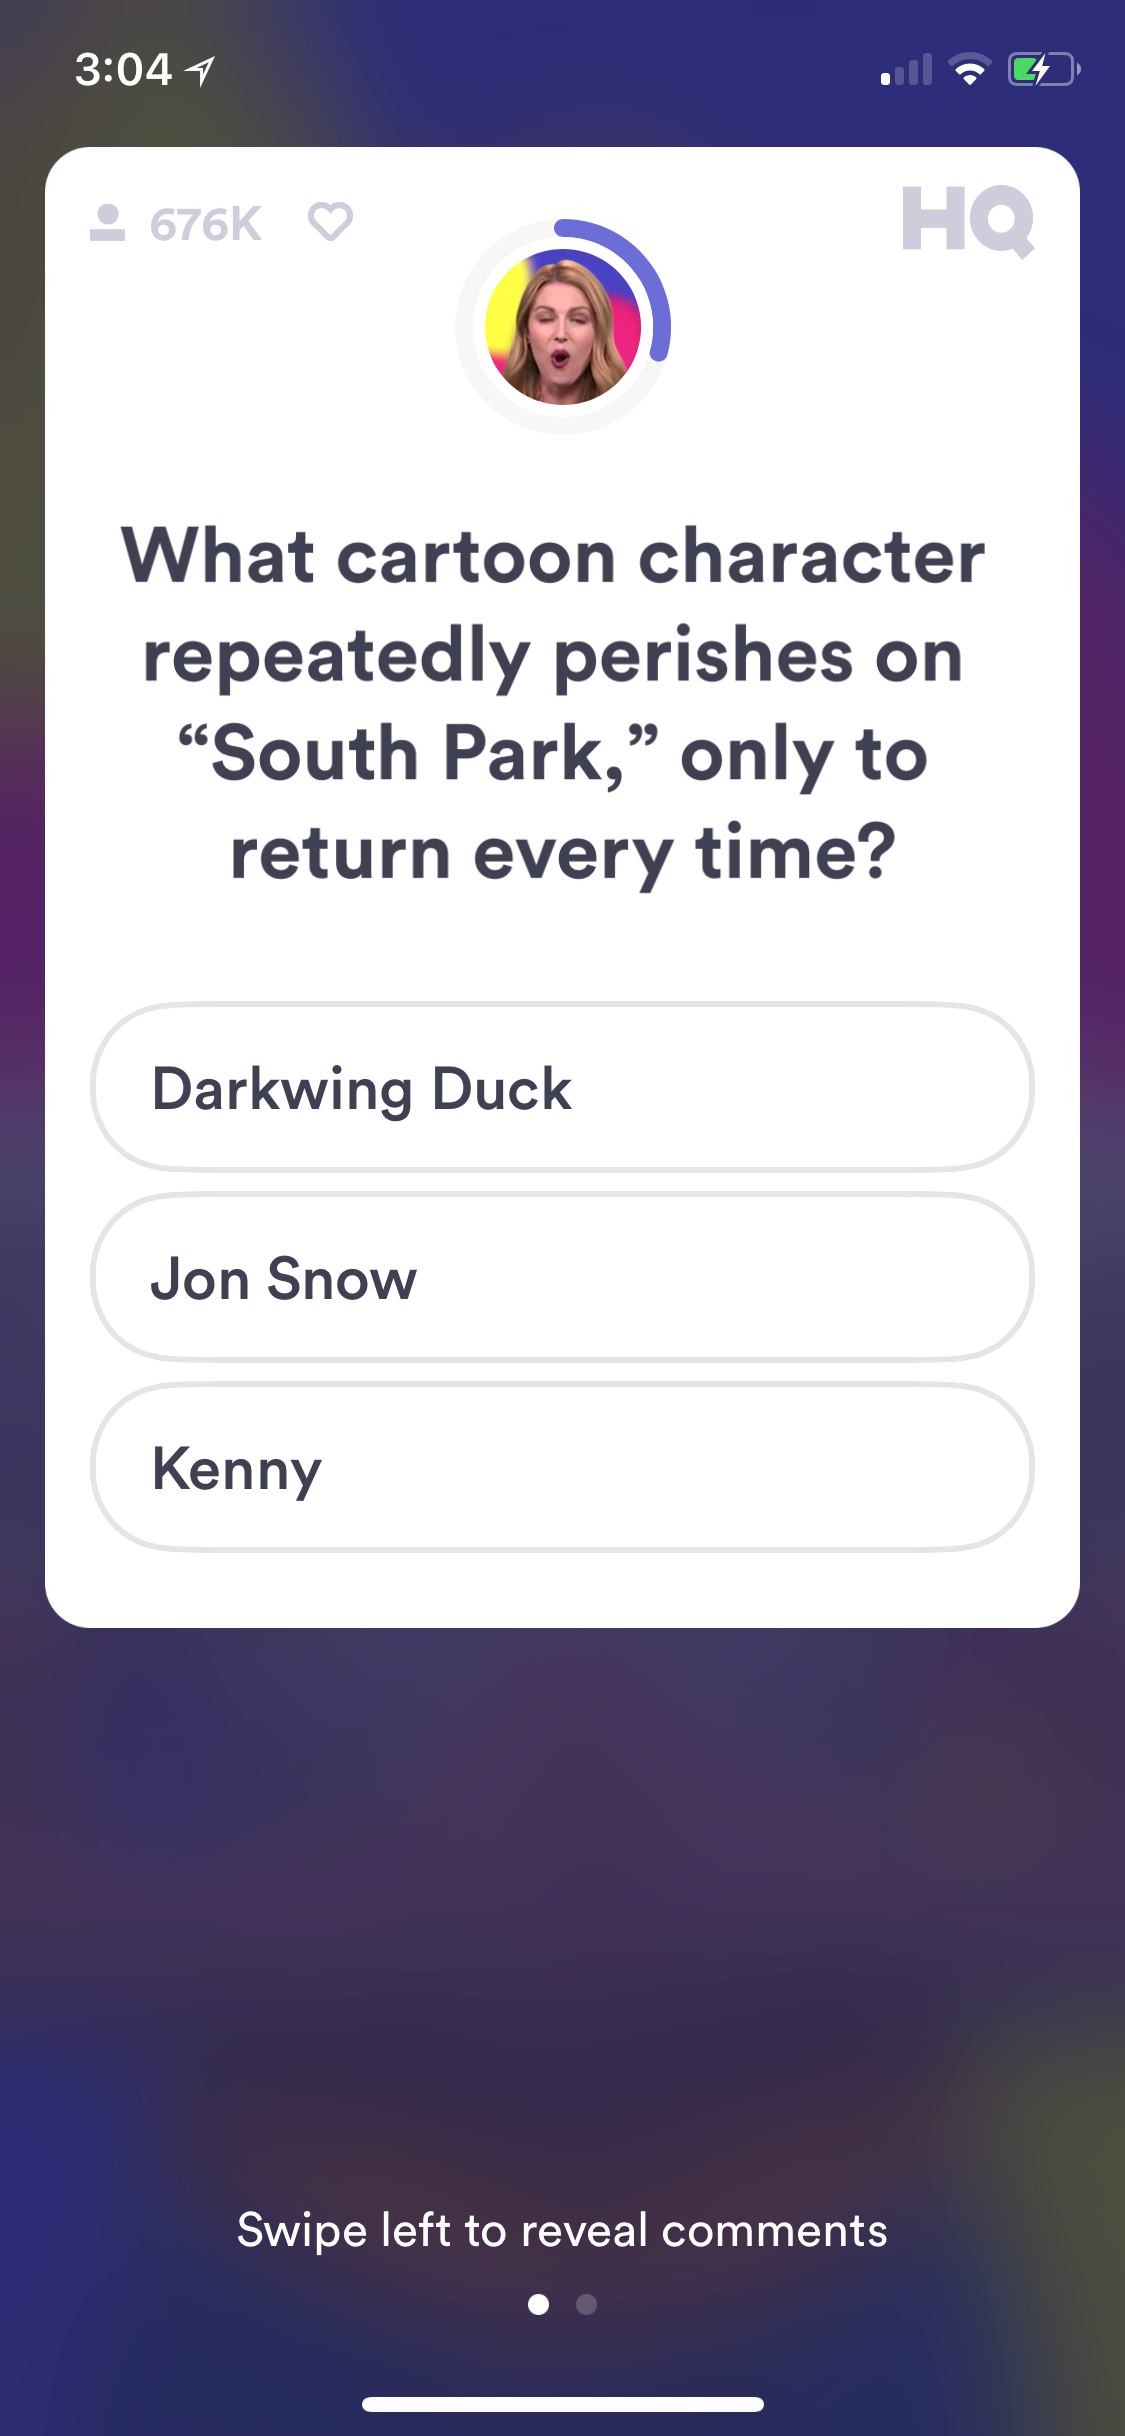 3:04
676K
HQ
What cartoon character
repeatedly perishes on
“South Park,” only to
return every time?
Darkwing Duck
Jon Snow
Kenny
Swipe left to reveal comments